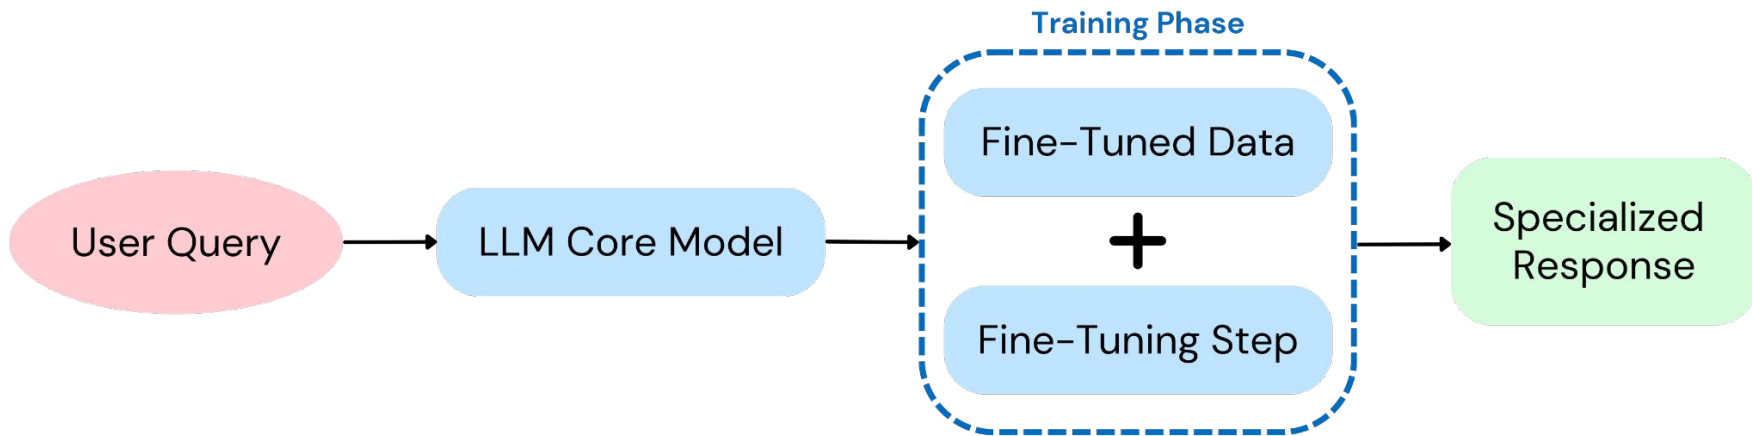 Training Phase
User Query
LLM Core Model
Fine-Tuned Data
+
Fine-Tuning Step
Specialized
Response